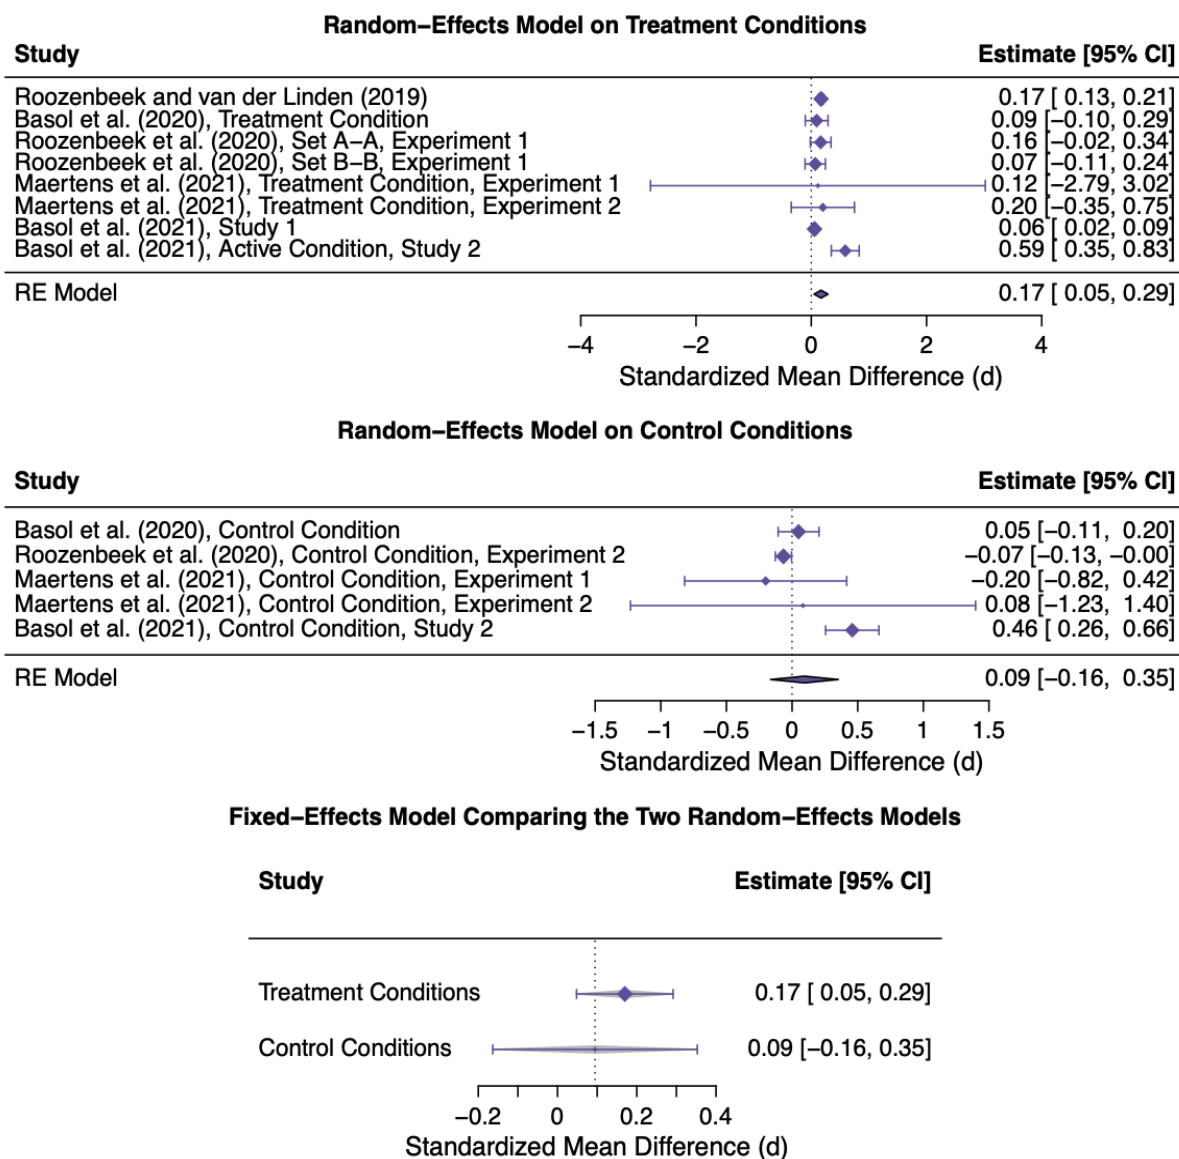 Random−Effects Model on Treatment Conditions
Study Estimate [95% CI]
Roozenbeek and van der Linden (2019) 0.17 [ 0.13, 0.21]
Basol et al. (2020), Treatment Condition 0.09 [−0.10, 0.29]
Roozenbeek et al. (2020), Set A−A, Experiment 1 0.16 [−0.02, 0.34]
Roozenbeek et al. (2020), Set B−B, Experiment 1 0.07 [−0.11, 0.24]
Maertens et al. (2021), Treatment Condition, Experiment 1 0.12 [−2.79, 3.02]
Maertens et al. (2021), Treatment Condition, Experiment 2 0.20 [−0.35, 0.75]
Basol et al. (2021), Study 1 0.06 [ 0.02, 0.09]
Basol et al. (2021), Active Condition, Study 2 0.59 [ 0.35, 0.83]
RE Model 0.17 [ 0.05, 0.29]
−4 −2 0 2 4
Standardized Mean Difference (d)
Random−Effects Model on Control Conditions
Study Estimate [95% CI]
Basol et al. (2020), Control Condition 0.05 [−0.11, 0.20]
Roozenbeek et al. (2020), Control Condition, Experiment 2 −0.07 [−0.13, −0.00]
Maertens et al. (2021), Control Condition, Experiment 1 −0.20 [−0.82, 0.42]
Maertens et al. (2021), Control Condition, Experiment 2 0.08 [−1.23, 1.40]
Basol et al. (2021), Control Condition, Study 2 0.46 [ 0.26, 0.66]
RE Model 0.09 [−0.16, 0.35]
−1.5 −1 −0.5 0 0.5 1 1.5
Standardized Mean Difference (d)
Fixed−Effects Model Comparing the Two Random−Effects Models
Study Estimate [95% CI]
Treatment Conditions 0.17 [ 0.05, 0.29]
Control Conditions 0.09 [−0.16, 0.35]
−0.2 0 0.2 0.4
Standardized Mean Difference (d)